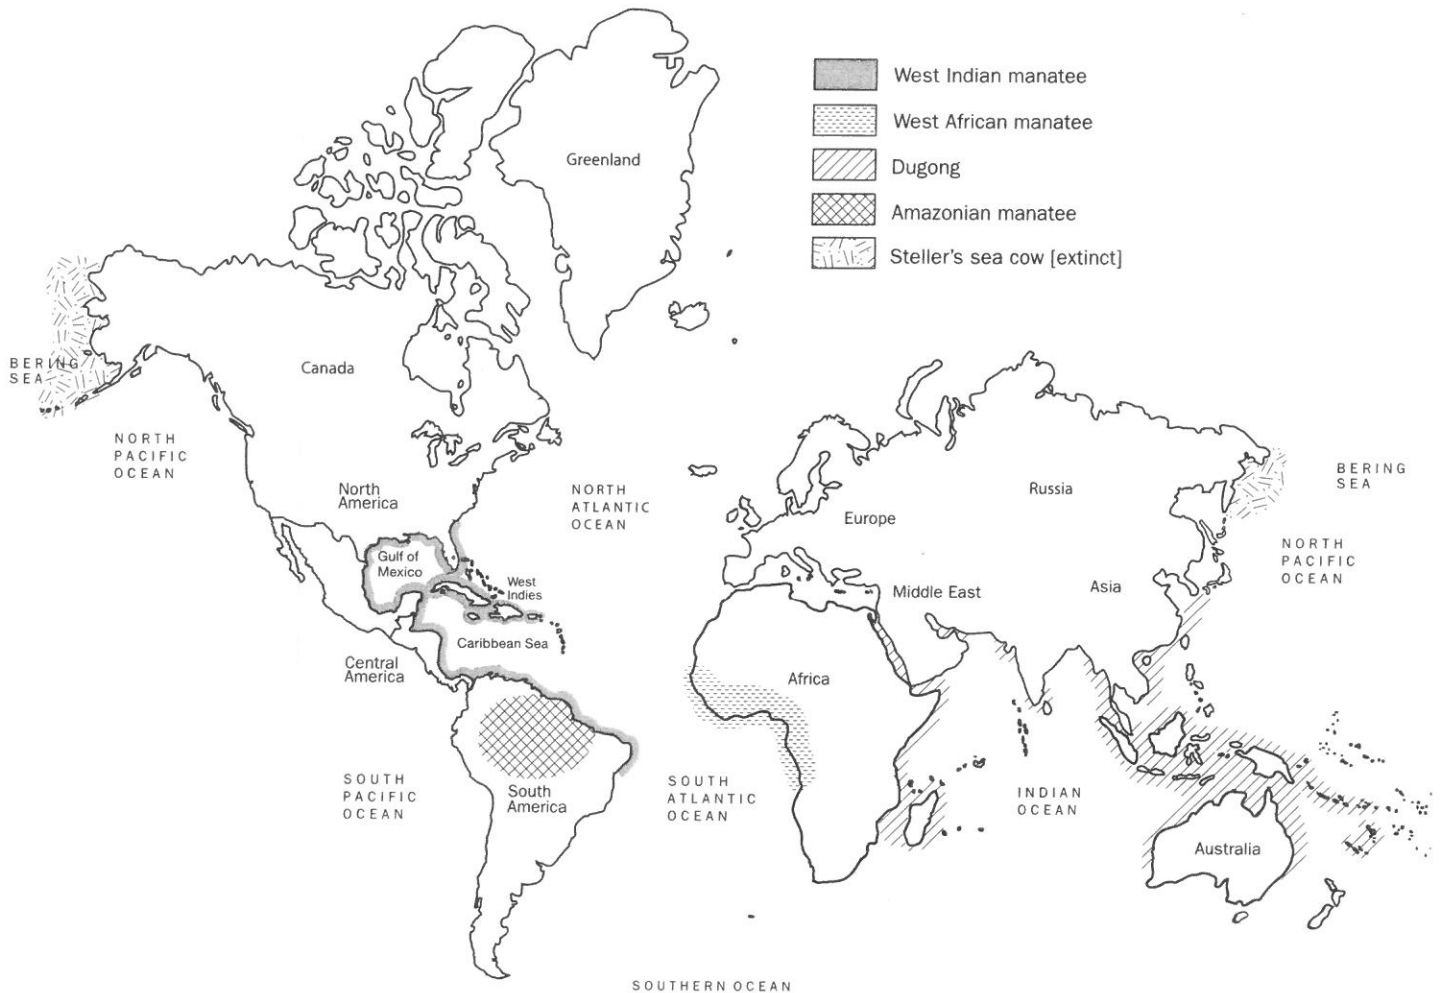 West Indian manatee
West African manatee
Dugong
Amazonian manatee
Steller's sea cow [extinct]
Greenland
BERING
SEA
Canada
NORTH
PACIFIC
OCEAN
North
America
NORTH
ATLANTIC
OCEAN
Europe
Russia
BERING
SEA
NORTH
PACIFIC
OCEAN
Gulf of
Mexico
West
Indies
Middle East
Asia
Caribbean Sea
Central
America
Africa
SOUTH
PACIFIC
OCEAN
South
America
SOUTH
ATLANTIC
OCEAN
INDIAN
OCEAN
Australia
SOUTHERN OCEAN